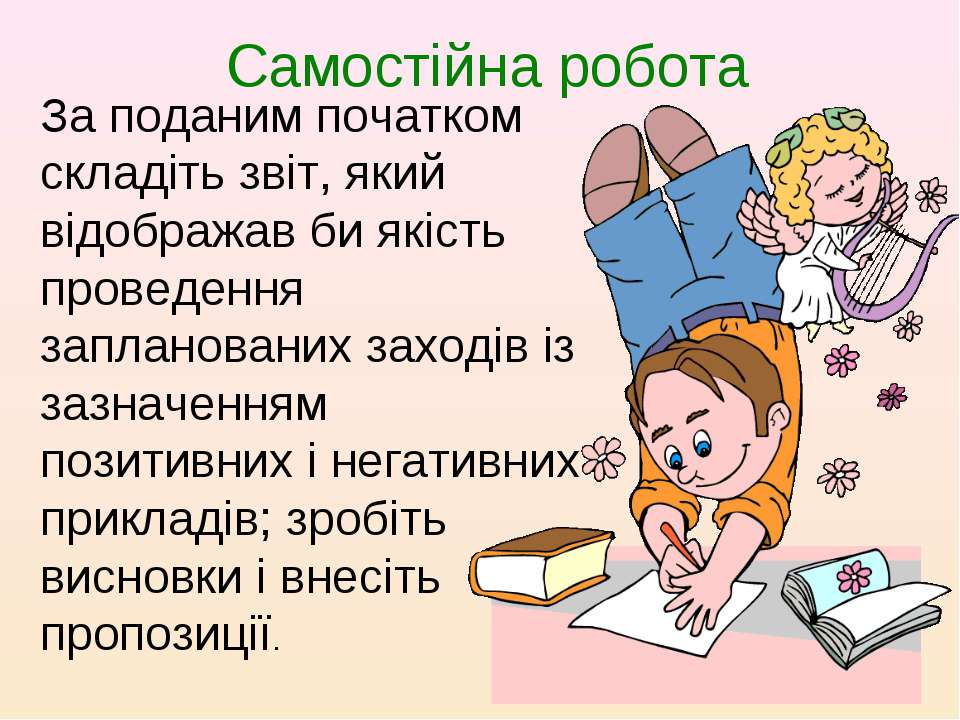 Самостійна робота
За поданим початком
складіть звіт, який
відображав би якість
проведення
запланованих заходів із
зазначенням
позитивних і негативних
прикладів; зробіть
висновки і внесіть
пропозиції.